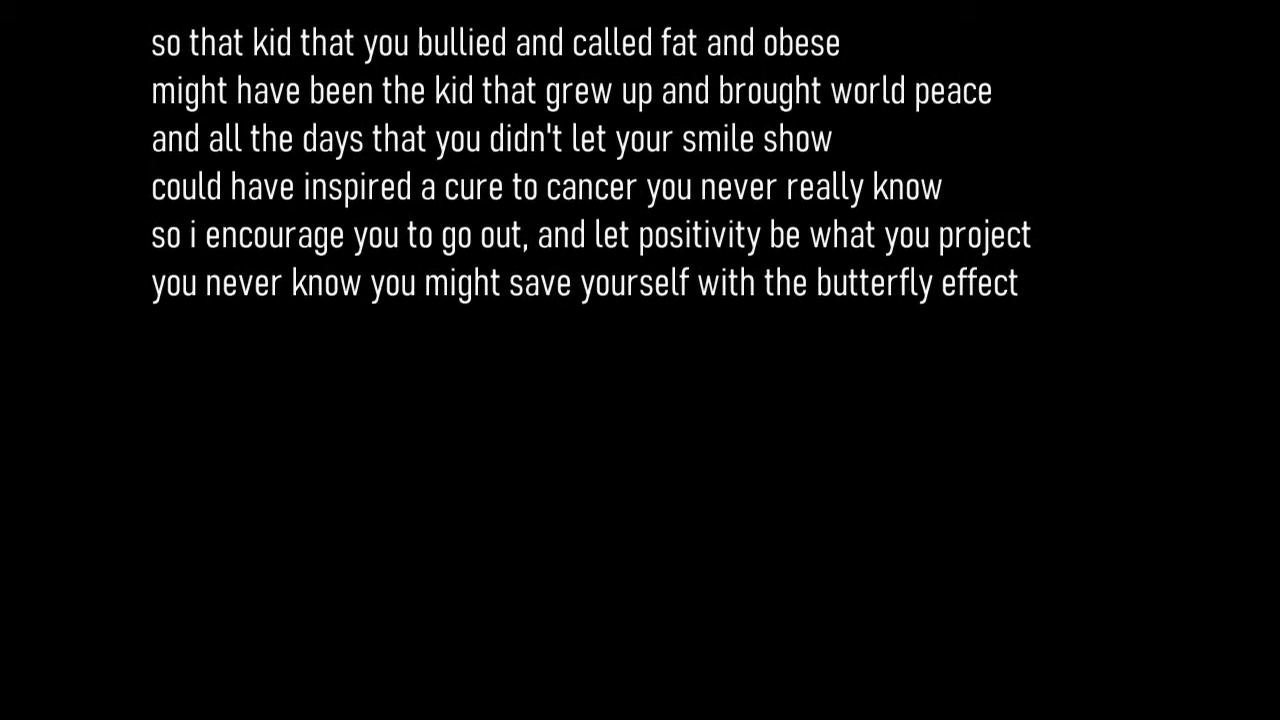 so that kid that you bullied and called fat and obese
might have been the kid that grew up and brought world peace
and all the days that you didn't let your smile show
could have inspired a cure to cancer you never really know
so i encourage you to go out, and let positivity be what you project
you never know you might save yourself with the butterfly effect